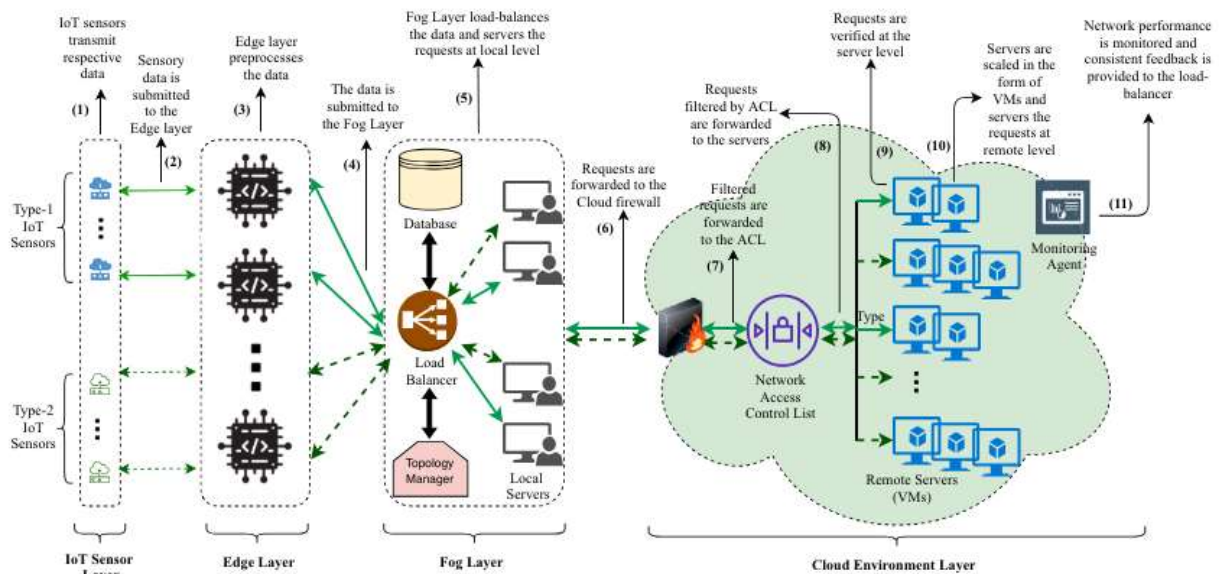 IoT sensors
transmit
respective
data
(1)
Sensory
data is
submitted
to the
Edge layer
(2)
Edge layer
preprocesses
the data
(3)
The data is
submitted to
the Fog Layer
(4)
Fog Layer load-balances
the data and servers the
requests at local level
(5)
Requests are
forwarded to the
Cloud firewall
(6)
Filtered
requests are
forwarded
to the ACL
(7)
Requests
filtered by ACL
are forwarded
to the servers
(8)
Requests are
verified at the
server level
(9)
Servers are
scaled in the
form of
VMs and
servers the
requests at
remote level
(10)
Network performance
is monitored and
consistent feedback is
provided to the load-
balancer
(11)
Type-1
IoT
Sensors
Type-2
IoT
Sensors
Database
Load
Balancer
Topology
Manager
Local
Servers
Network
Access
Control List
Type
Monitoring
Agent
Remote Servers
(VMs)
IoT Sensor
Layer
Edge Layer
Fog Layer
Cloud Environment Layer